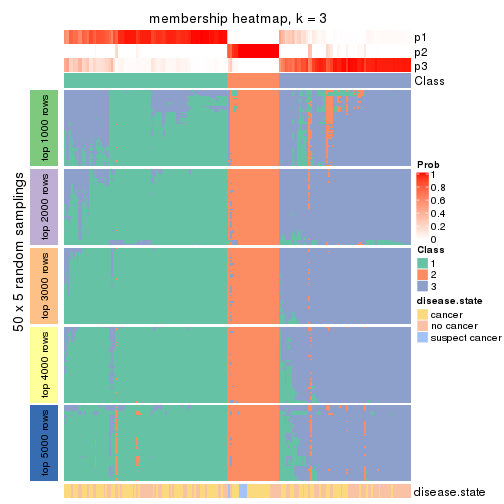 membership heatmap, k = 3
p1
p2
p3
Class
50 x 5 random samplings
top 1000 rows
top 2000 rows
top 3000 rows
top 4000 rows
top 5000 rows
Prob
1
0.8
0.6
0.4
0.2
0
Class
1
2
3
disease.state
cancer
no cancer
suspect cancer
disease.state